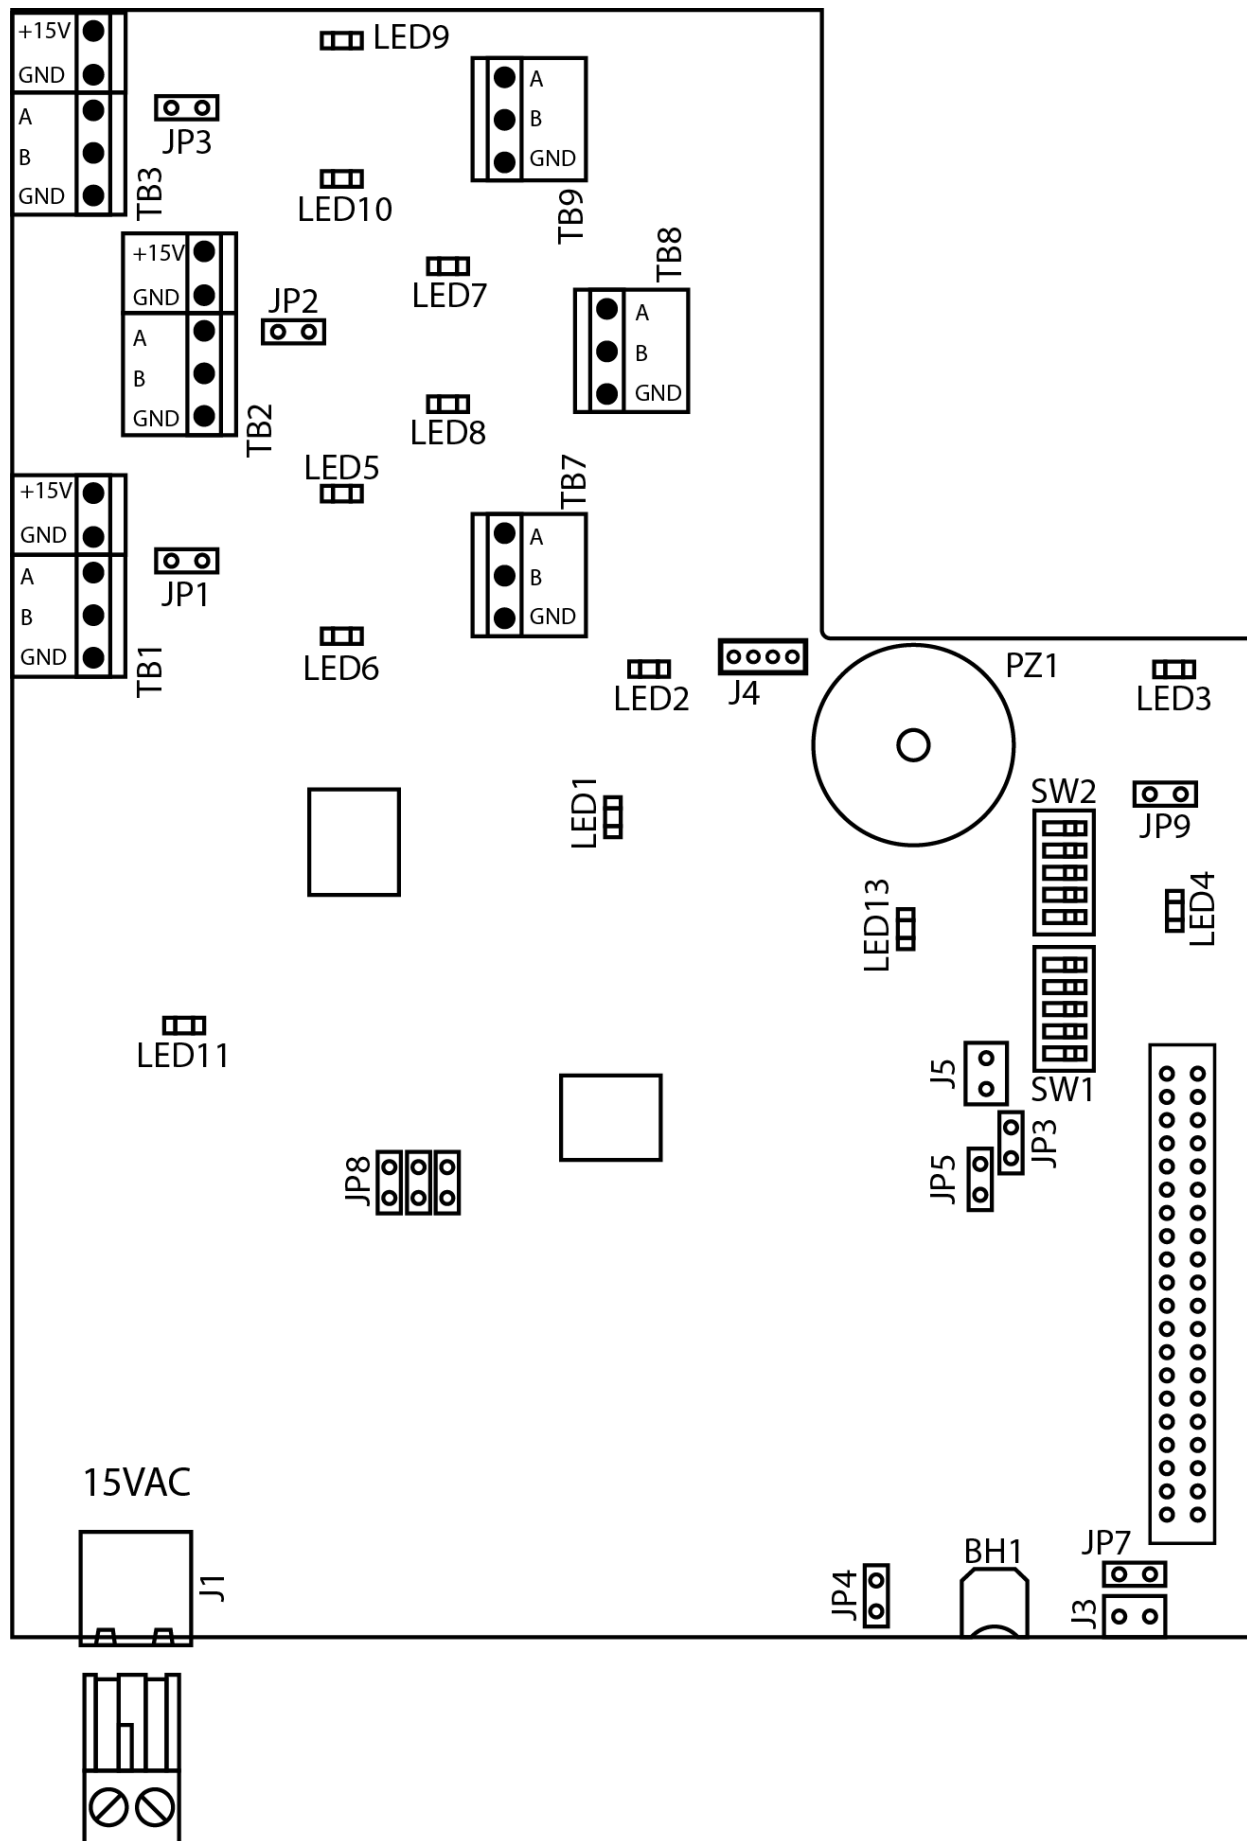 +15V
GND
A
B
GND
TB3
JP3
LED9
LED10
A
B
GND
TB9
+15V
GND
A
B
GND
TB2
JP2
LED7
LED8
TB8
A
B
GND
+15V
GND
A
B
GND
TB1
JP1
LED5
LED6
TB7
A
B
GND
LED2
J4
PZ1
LED3
LED1
SW2
JP9
LED13
LED4
LED11
J5
SW1
JP3
JP5
JP8
15VAC
J1
JP4
BH1
JP7
J3